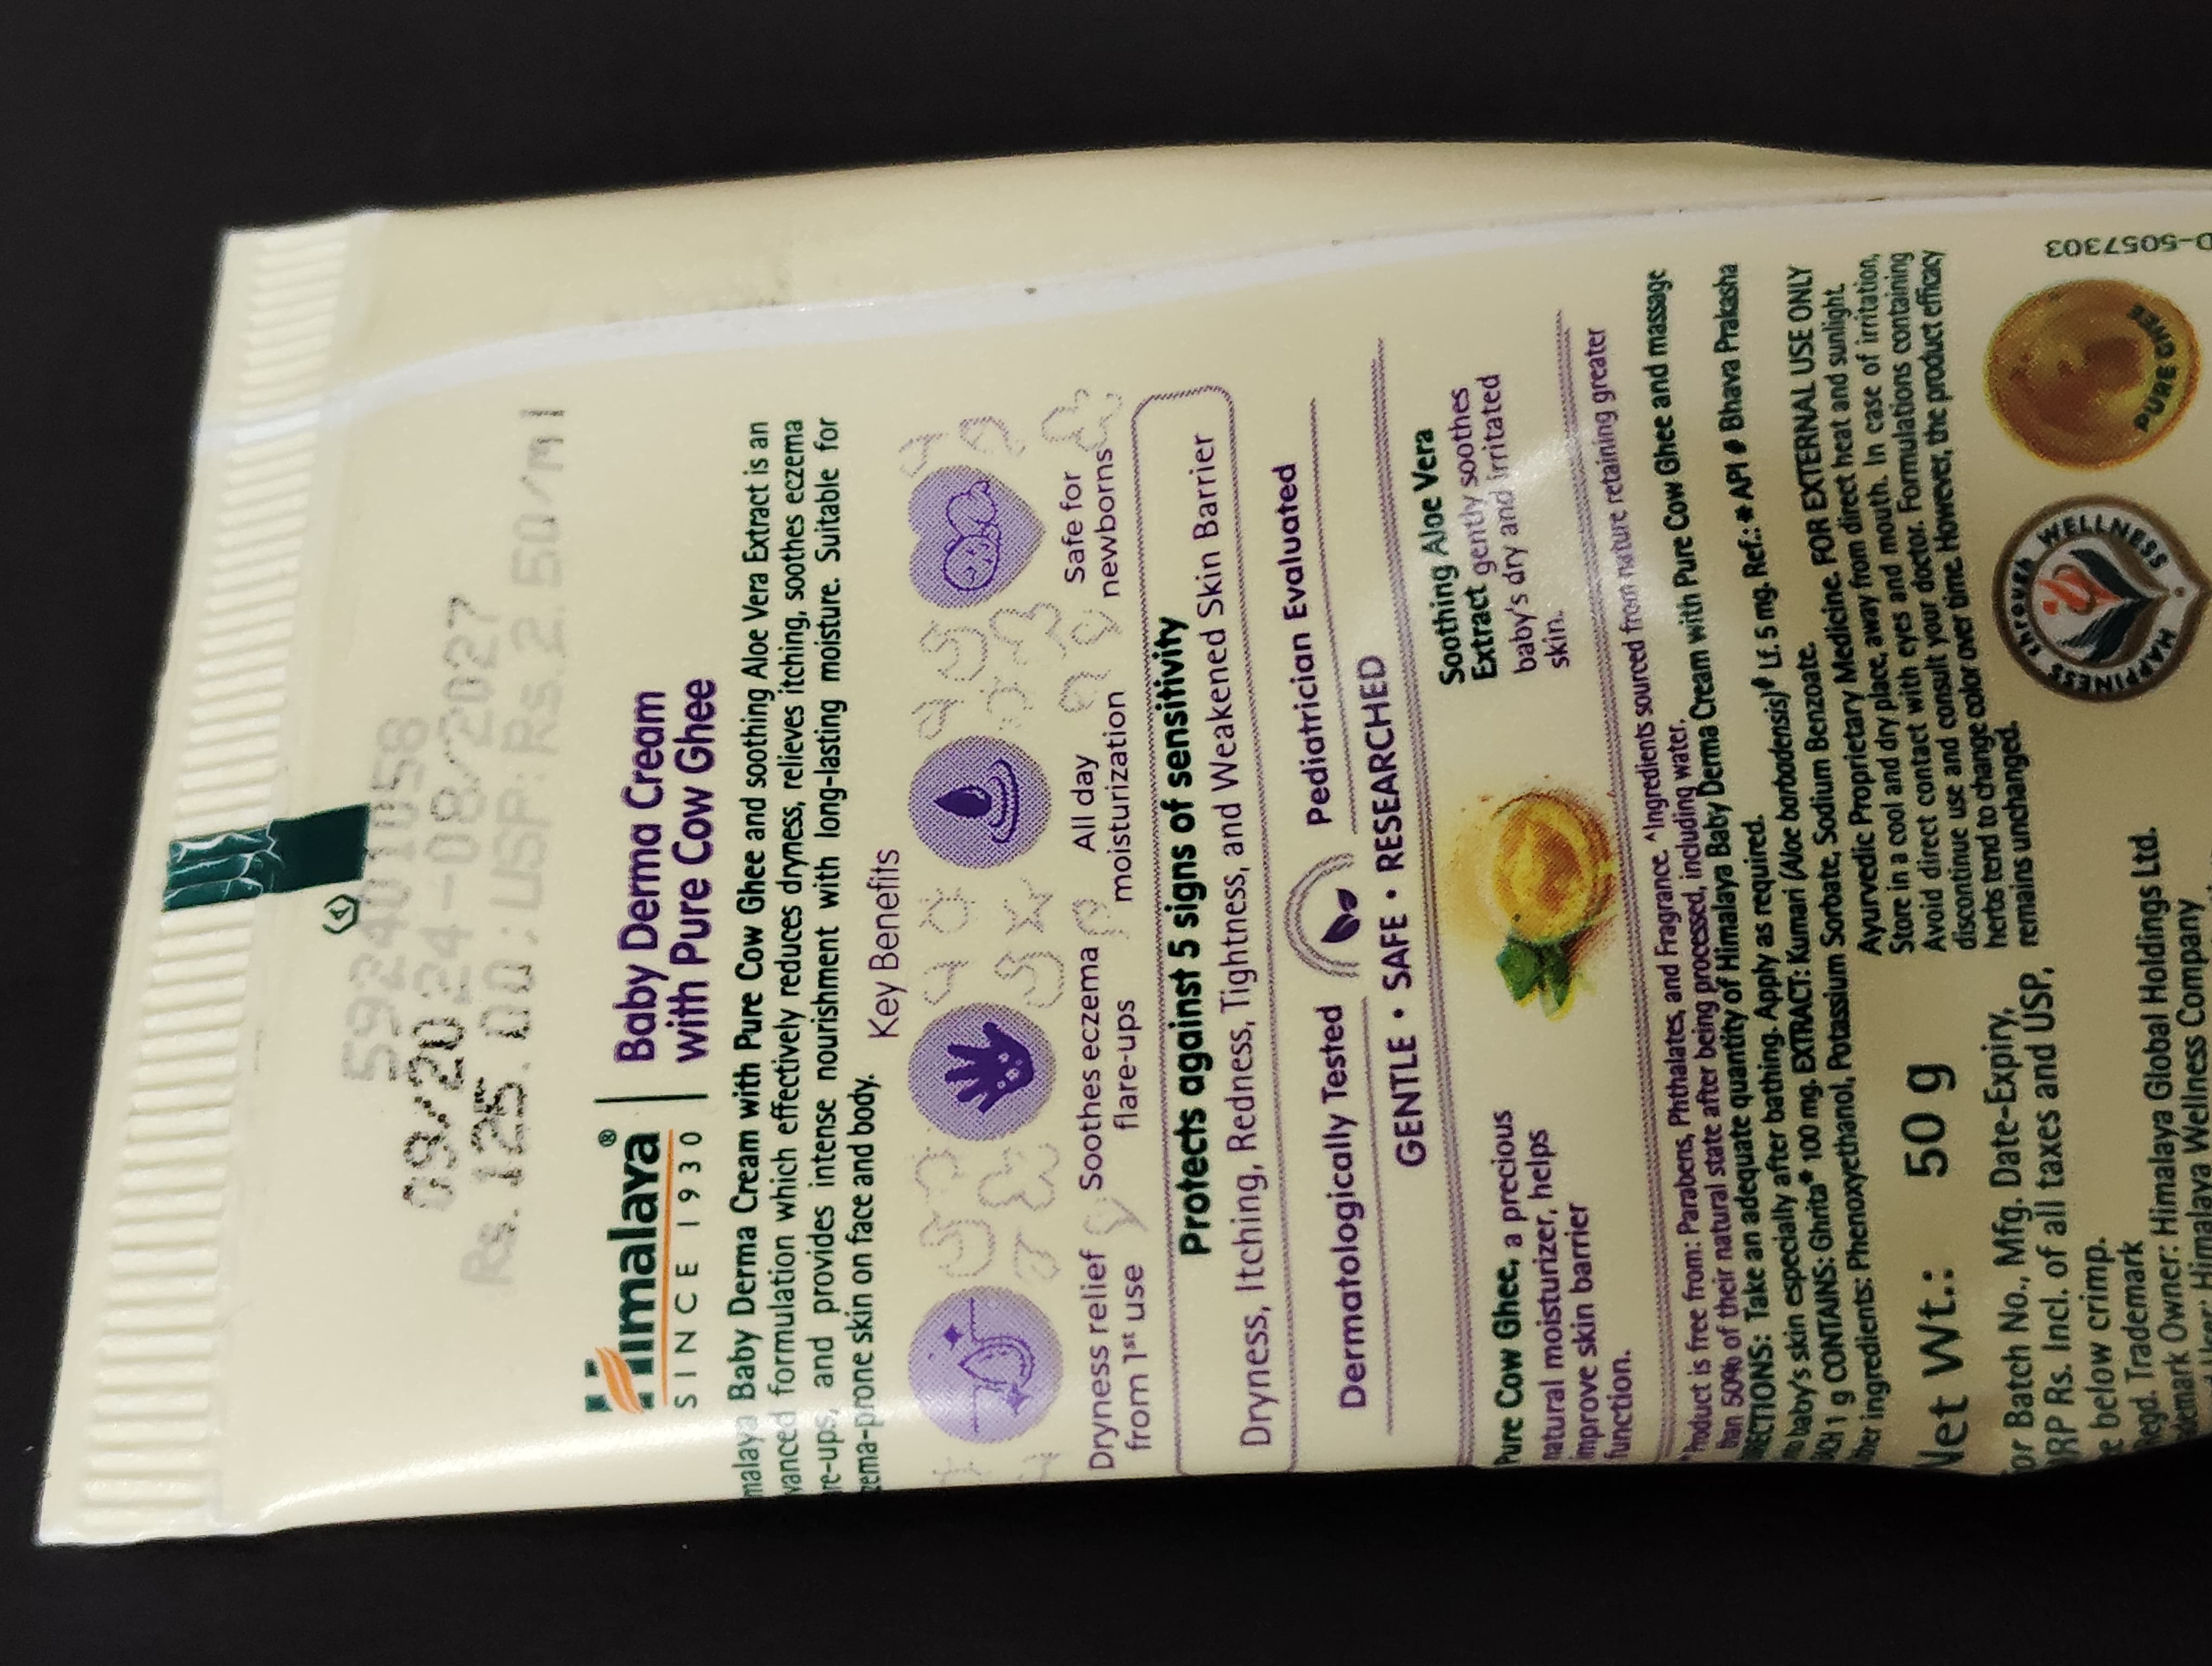 592401058
09/2024-08/2027
Rs. 125.00; USP: Rs. 2.50/ml
Himalaya®
SINCE 1930
Baby Derma Cream
with Pure Cow Ghee
malaya Baby Derma Cream with Pure Cow Ghee and soothing Aloe Vera Extract is an
vanced formulation which effectively reduces dryness, relieves itching, soothes eczema
re-ups, and provides intense nourishment with long-lasting moisture. Suitable for
zema-prone skin on face and body.
Key Benefits
Dryness relief
from 1st use
Soothes eczema
flare-ups
All day
moisturization
Safe for
newborns
Protects against 5 signs of sensitivity
Dryness, Itching, Redness, Tightness, and Weakened Skin Barrier
Dermatologically Tested
Pediatrician Evaluated
GENTLE • SAFE • RESEARCHED
Pure Cow Ghee, a precious
natural moisturizer, helps
improve skin barrier
function.
Soothing Aloe Vera
Extract gently soothes
baby's dry and irritated
skin.
Product is free from: Parabens, Phthalates, and Fragrance. ^Ingredients sourced from nature retaining greater
than 50% of their natural state after being processed, including water.
RECTIONS: Take an adequate quantity of Himalaya Baby Derma Cream with Pure Cow Ghee and massage
baby's skin especially after bathing. Apply as required.
1 g CONTAINS: Ghrita* 100 mg. EXTRACT: Kumari (Aloe barbadensis)# Lf. 5 mg. Ref.: * API # Bhava Prakasha
her ingredients: Phenoxyethanol, Potassium Sorbate, Sodium Benzoate.
Ayurvedic Proprietary Medicine. FOR EXTERNAL USE ONLY
Store in a cool and dry place, away from direct heat and sunlight.
Avoid direct contact with eyes and mouth. In case of irritation,
discontinue use and consult your doctor. Formulations containing
herbs tend to change color over time. However, the product efficacy
remains unchanged.
Net Wt.: 50 g
or Batch No., Mfg. Date-Expiry,
RP Rs. Incl. of all taxes and USP,
e below crimp.
Regd. Trademark
demark Owner: Himalaya Global Holdings Ltd.
Himalaya Wellness Company
HAPPINESS THROUGH WELLNESS
PURE GHEE
D-5057303